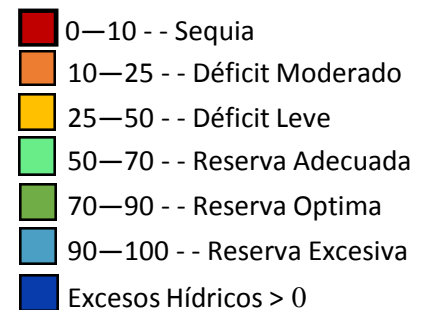 0—10 - - Sequia
10—25 - - Déficit Moderado
25—50 - - Déficit Leve
50—70 - - Reserva Adecuada
70—90 - - Reserva Optima
90—100 - - Reserva Excesiva
Excesos Hídricos > 0